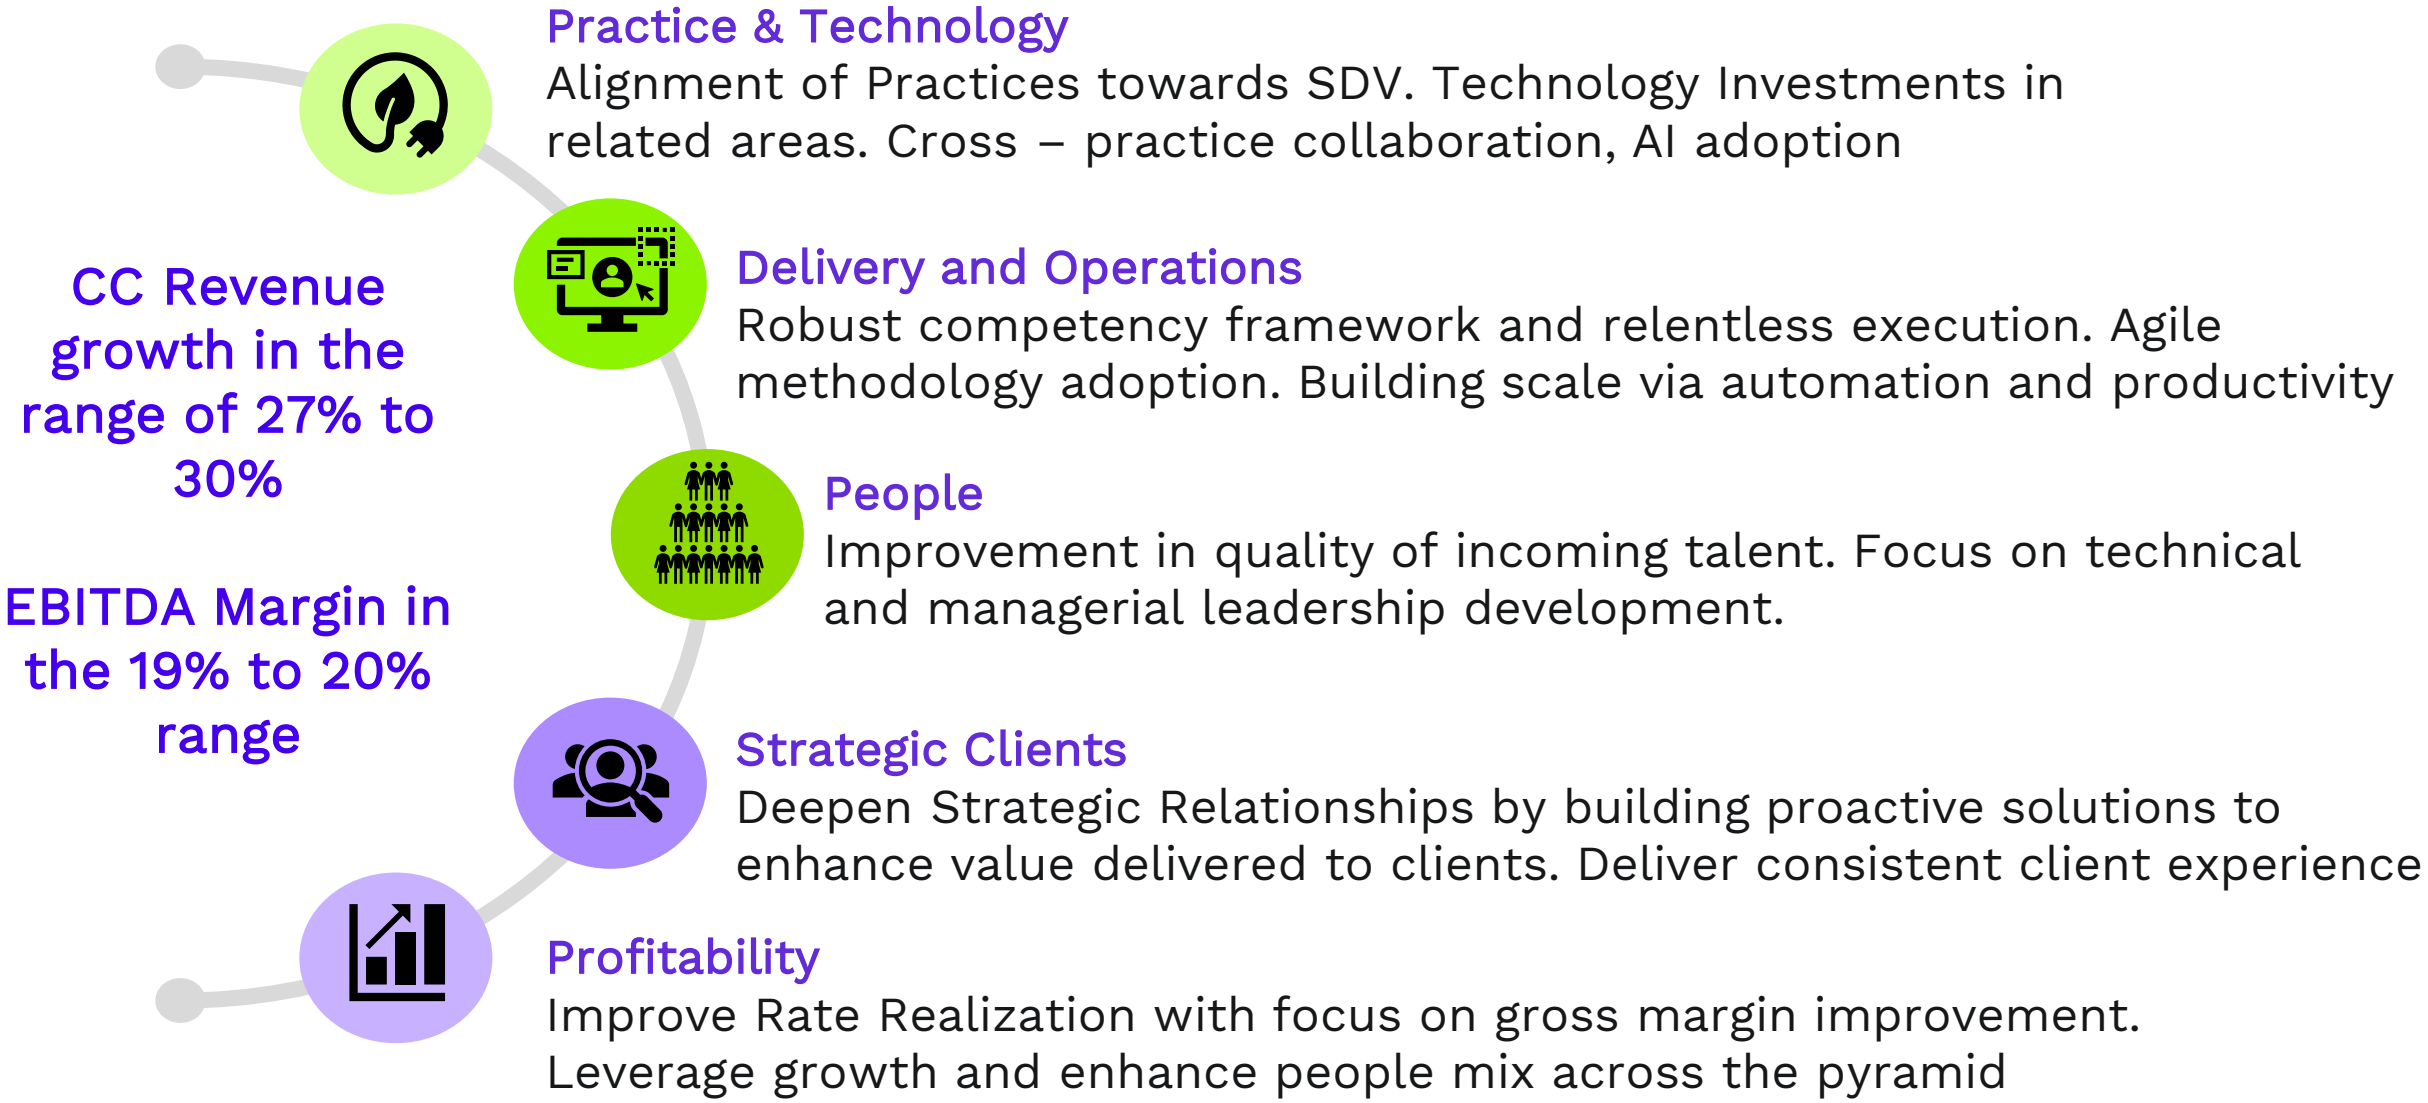 Practice & Technology
Alignment of Practices towards SDV. Technology Investments in
related areas. Cross – practice collaboration, AI adoption
CC Revenue
growth in the
range of 27% to
30%
EBITDA Margin in
the 19% to 20%
range
Delivery and Operations
Robust competency framework and relentless execution. Agile
methodology adoption. Building scale via automation and productivity
People
Improvement in quality of incoming talent. Focus on technical
and managerial leadership development.
Strategic Clients
Deepen Strategic Relationships by building proactive solutions to
enhance value delivered to clients. Deliver consistent client experience
Profitability
Improve Rate Realization with focus on gross margin improvement.
Leverage growth and enhance people mix across the pyramid